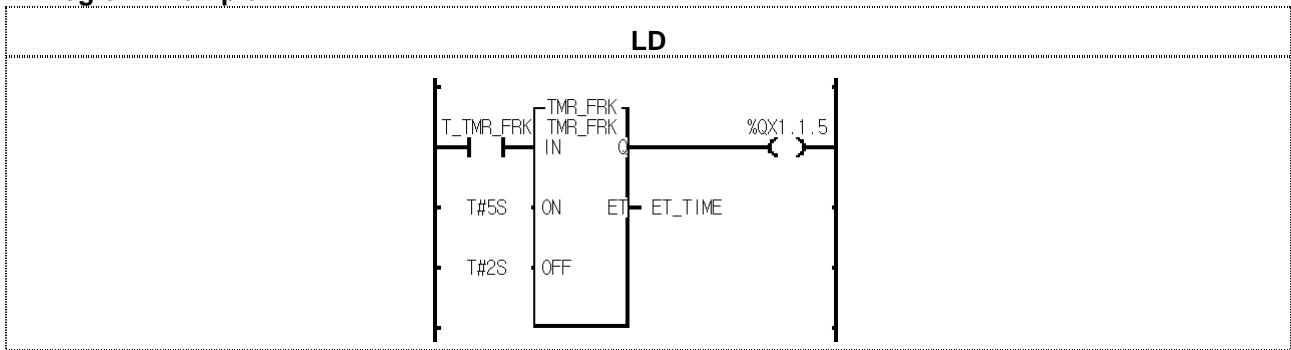 LD
TMR_FRK
T_TMR_FRK TMR_FRK %QX1.1.5
IN Q
T#5S ON ET ET_TIME
T#2S OFF